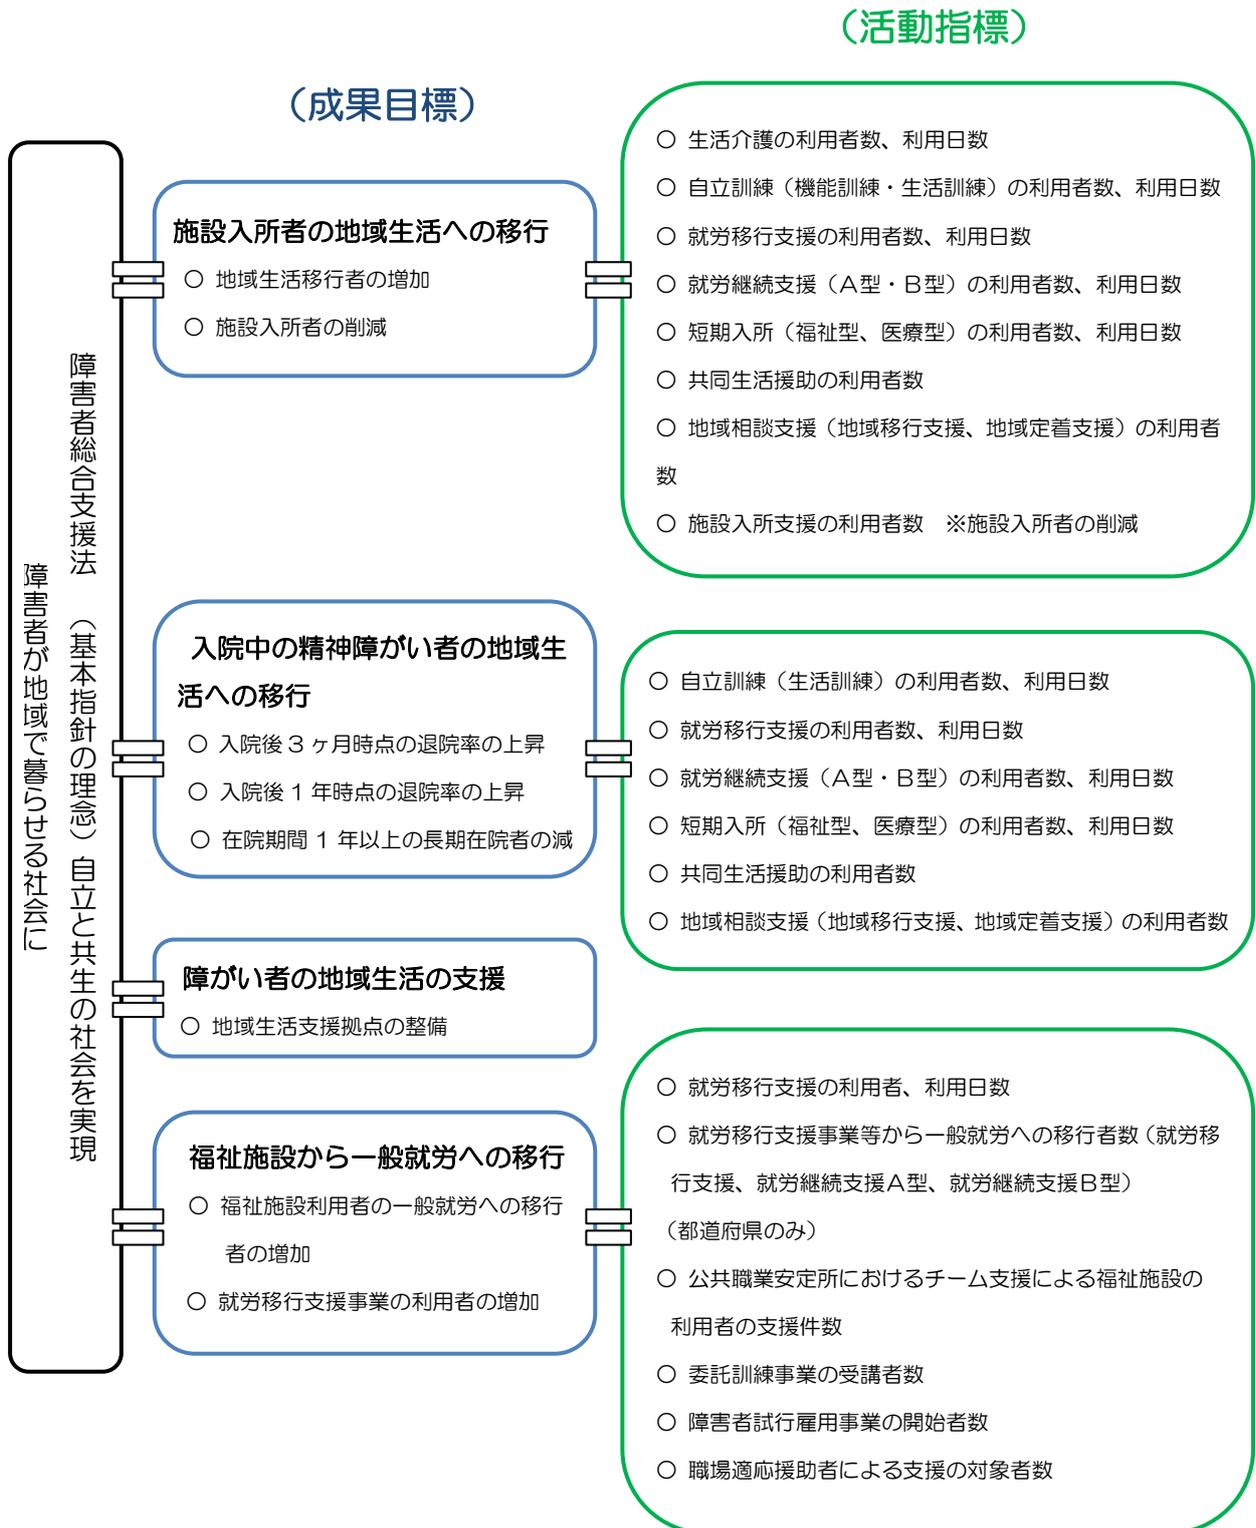 （活動指標）
（成果目標）
障害者総合支援法　（基本指針の理念）自立と共生の社会を実現
障害者が地域で暮らせる社会に
施設入所者の地域生活への移行
○ 地域生活移行者の増加
○ 施設入所者の削減
○ 生活介護の利用者数、利用日数
○ 自立訓練（機能訓練・生活訓練）の利用者数、利用日数
○ 就労移行支援の利用者数、利用日数
○ 就労継続支援（Ａ型・Ｂ型）の利用者数、利用日数
○ 短期入所（福祉型、医療型）の利用者数、利用日数
○ 共同生活援助の利用者数
○ 地域相談支援（地域移行支援、地域定着支援）の利用者
数
○ 施設入所支援の利用者数　※施設入所者の削減
入院中の精神障がい者の地域生
活への移行
○ 入院後 3 ヶ月時点の退院率の上昇
○ 入院後 1 年時点の退院率の上昇
○ 在院期間 1 年以上の長期在院者の減
○ 自立訓練（生活訓練）の利用者数、利用日数
○ 就労移行支援の利用者数、利用日数
○ 就労継続支援（Ａ型・Ｂ型）の利用者数、利用日数
○ 短期入所（福祉型、医療型）の利用者数、利用日数
○ 共同生活援助の利用者数
○ 地域相談支援（地域移行支援、地域定着支援）の利用者数
障がい者の地域生活の支援
○ 地域生活支援拠点の整備
福祉施設から一般就労への移行
○ 福祉施設利用者の一般就労への移行
者の増加
○ 就労移行支援事業の利用者の増加
○ 就労移行支援の利用者、利用日数
○ 就労移行支援事業等から一般就労への移行者数（就労移
行支援、就労継続支援Ａ型、就労継続支援Ｂ型）
（都道府県のみ）
○ 公共職業安定所におけるチーム支援による福祉施設の
利用者の支援件数
○ 委託訓練事業の受講者数
○ 障害者試行雇用事業の開始者数
○ 職場適応援助者による支援の対象者数